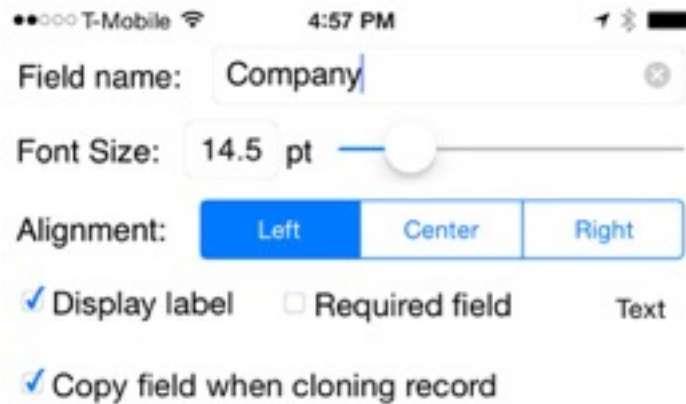 T-Mobile 4:57 PM
Field name: Company
Font Size: 14.5 pt
Alignment: Left Center Right
Display label Required field Text
Copy field when cloning record